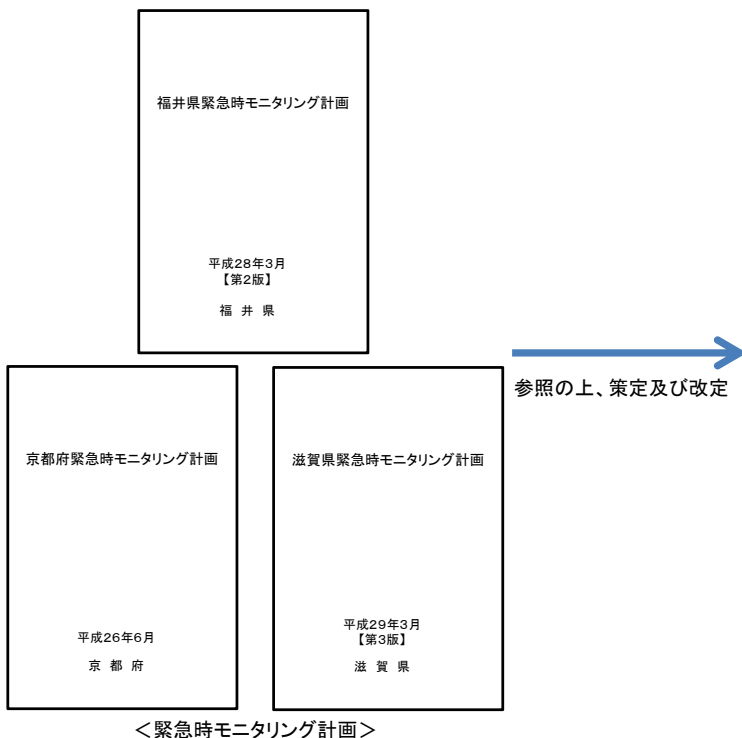 福井県緊急時モニタリング計画
平成28年3月
【第2版】
福 井 県
参照の上、策定及び改定
京都府緊急時モニタリング計画
平成26年6月
京 都 府
滋賀県緊急時モニタリング計画
平成29年3月
【第3版】
滋 賀 県
＜緊急時モニタリング計画＞